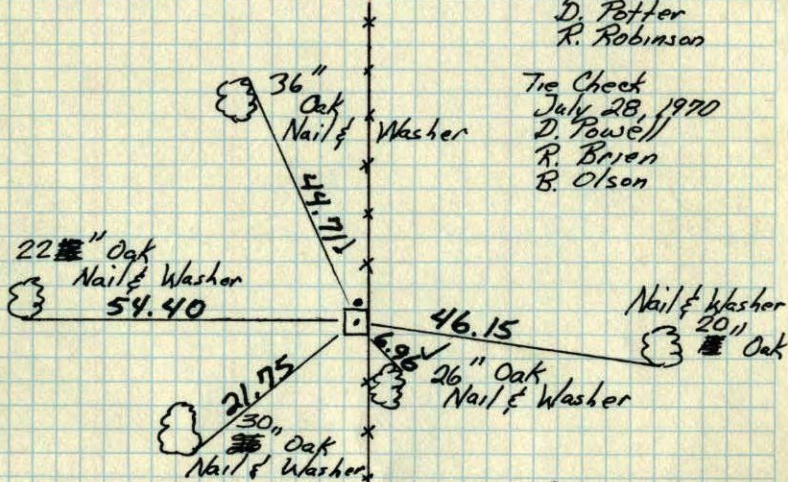 D. Potter
R. Robinson
Tie Check
July 28, 1970
D. Powell
R. Brien
B. Olson
36"
Oak
Nail & Washer
44.71
22" Oak
Nail & Washer
54.40
Nail & Washer
20"
Oak
46.15
6.96
26" Oak
Nail & Washer
21.75
30"
Oak
Nail & Washer